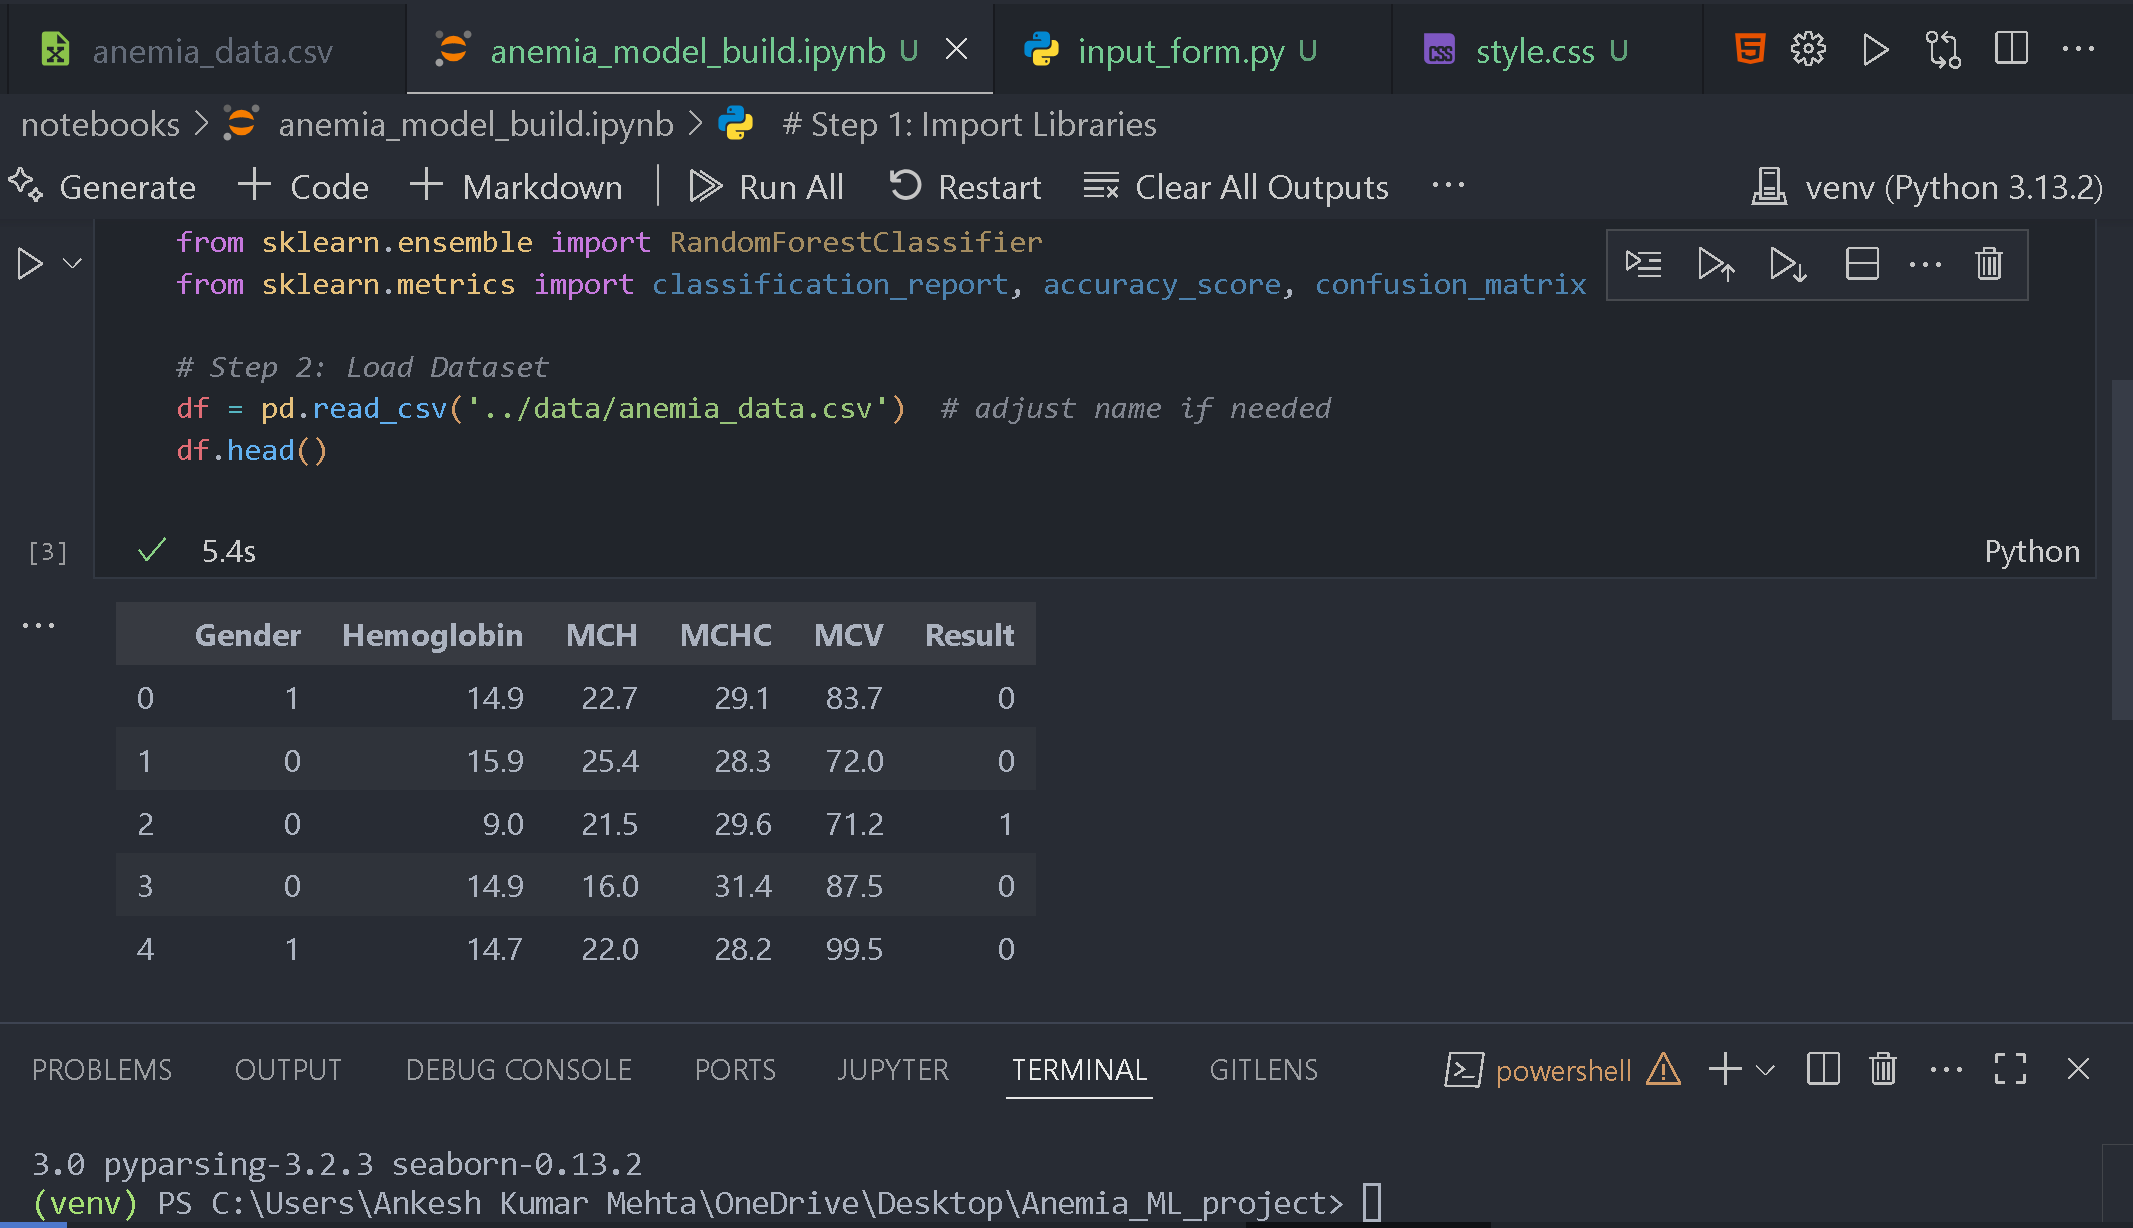 anemia_data.csv anemia_model_build.ipynb U input_form.py U style.css U
notebooks > anemia_model_build.ipynb > # Step 1: Import Libraries
Generate + Code + Markdown | Run All Restart Clear All Outputs ... venv (Python 3.13.2)
from sklearn.ensemble import RandomForestClassifier
from sklearn.metrics import classification_report, accuracy_score, confusion_matrix
# Step 2: Load Dataset
df = pd.read_csv('../data/anemia_data.csv')  # adjust name if needed
df.head()
[3] 5.4s Python
Gender Hemoglobin MCH MCHC MCV Result
0 1 14.9 22.7 29.1 83.7 0
1 0 15.9 25.4 28.3 72.0 0
2 0 9.0 21.5 29.6 71.2 1
3 0 14.9 16.0 31.4 87.5 0
4 1 14.7 22.0 28.2 99.5 0
PROBLEMS OUTPUT DEBUG CONSOLE PORTS JUPYTER TERMINAL GITLENS powershell
3.0 pyparsing-3.2.3 seaborn-0.13.2
(venv) PS C:\Users\Ankesh Kumar Mehta\OneDrive\Desktop\Anemia_ML_project>